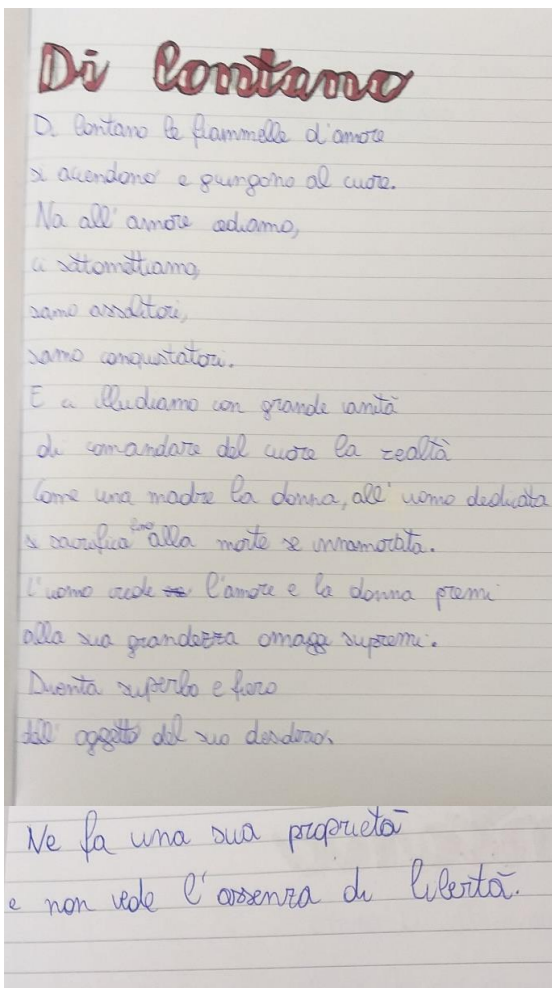 Di Lontano
Di lontano le fiammelle d'amore
si accendono e giungono al cuore.
Ma all'amore cediamo,
ci sottomettiamo,
siamo assalitori,
siamo conquistatori.
E ci illudiamo con grande vanità
di comandare del cuore la realtà
Come una madre la donna, all'uomo dedicata
si sacrifica fino alla morte se innamorata.
L'uomo crede l'amore e la donna premi
alla sua grandezza omaggi supremi.
Diventa superbo e fiero
dell'oggetto del suo desiderio.
Ne fa una sua proprietà
e non vede l'assenza di libertà.